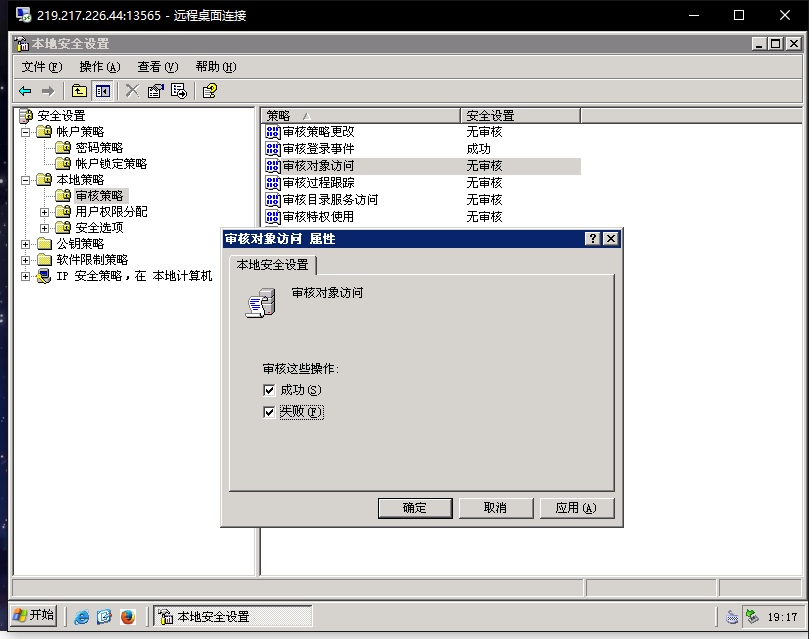 219.217.226.44:13565 - 远程桌面连接
本地安全设置
文件(F) 操作(A) 查看(V) 帮助(H)
安全设置
帐户策略
密码策略
帐户锁定策略
本地策略
审核策略
用户权限分配
安全选项
公钥策略
软件限制策略
IP 安全策略，在 本地计算机
策略 安全设置
审核策略更改 无审核
审核登录事件 成功
审核对象访问 无审核
审核过程跟踪 无审核
审核目录服务访问 无审核
审核特权使用 无审核
审核对象访问 属性
本地安全设置
审核对象访问
审核这些操作:
成功(S)
失败(F)
确定 取消 应用(A)
开始 本地安全设置 19:17